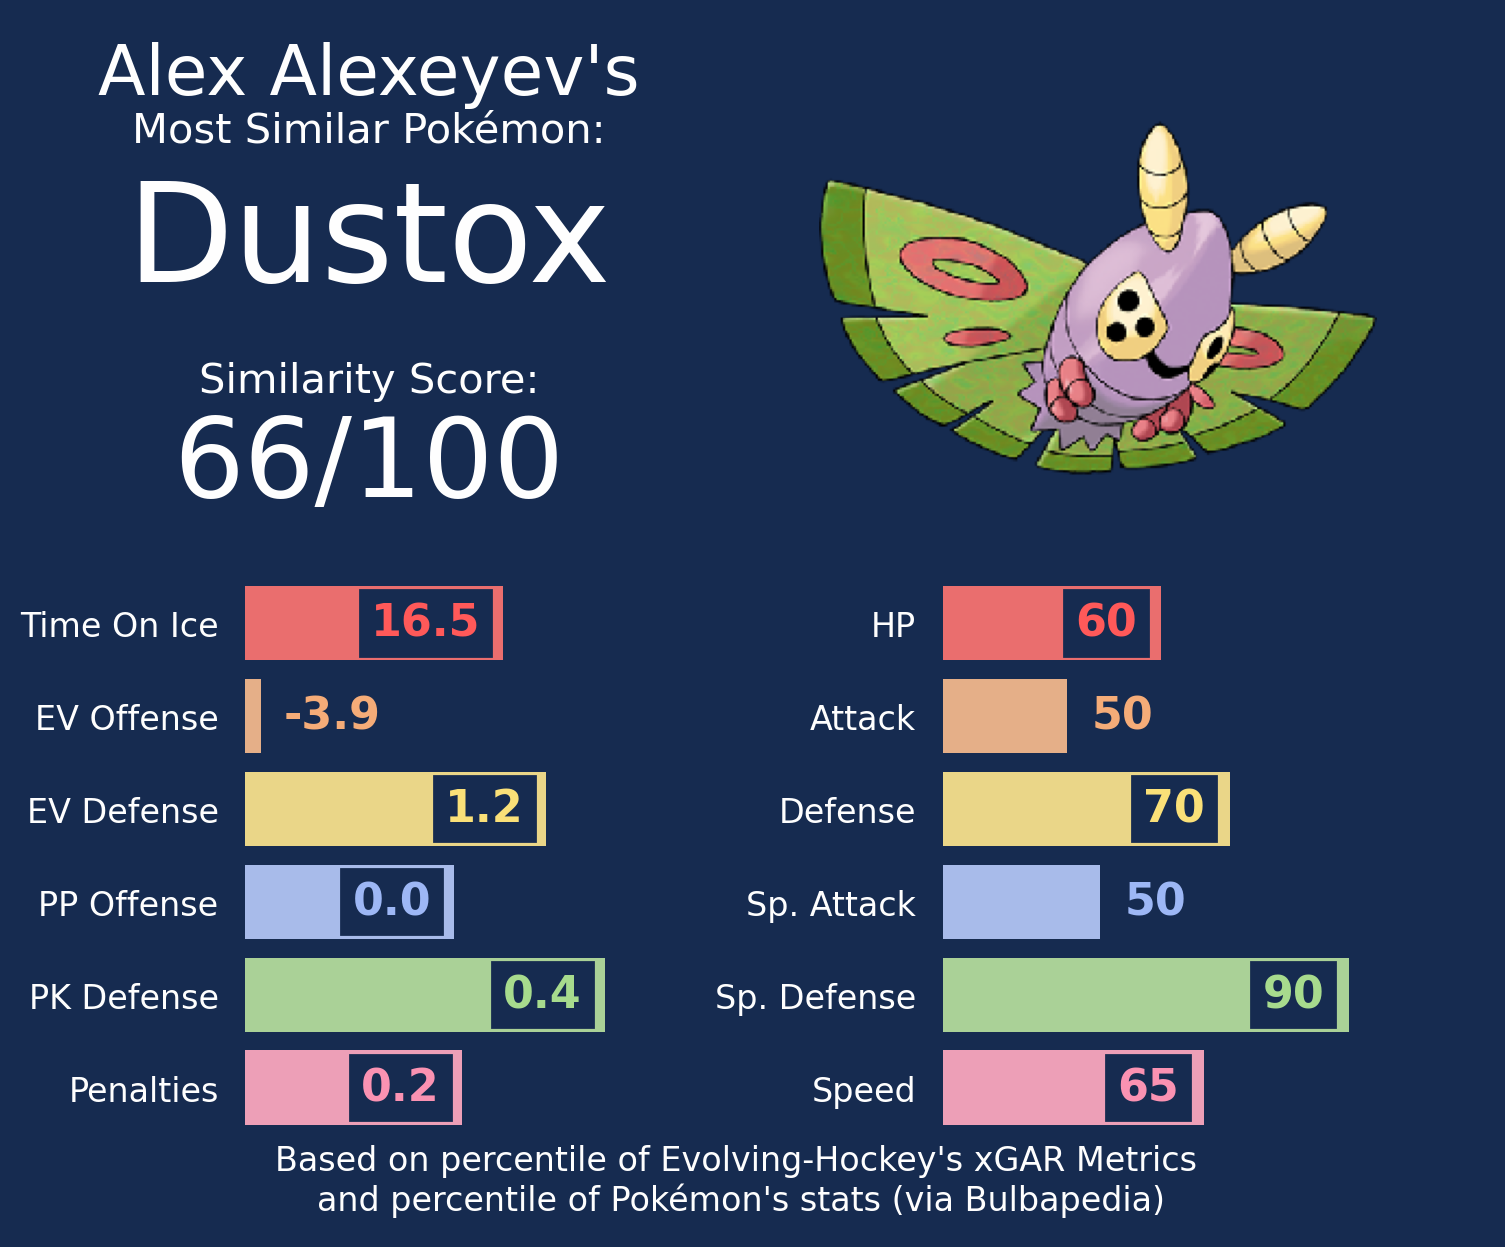 Alex Alexeyev's
Most Similar Pokémon:
Dustox
Similarity Score:
66/100
Time On Ice 16.5
EV Offense -3.9
EV Defense 1.2
PP Offense 0.0
PK Defense 0.4
Penalties 0.2
HP 60
Attack 50
Defense 70
Sp. Attack 50
Sp. Defense 90
Speed 65
Based on percentile of Evolving-Hockey's xGAR Metrics
and percentile of Pokémon's stats (via Bulbapedia)